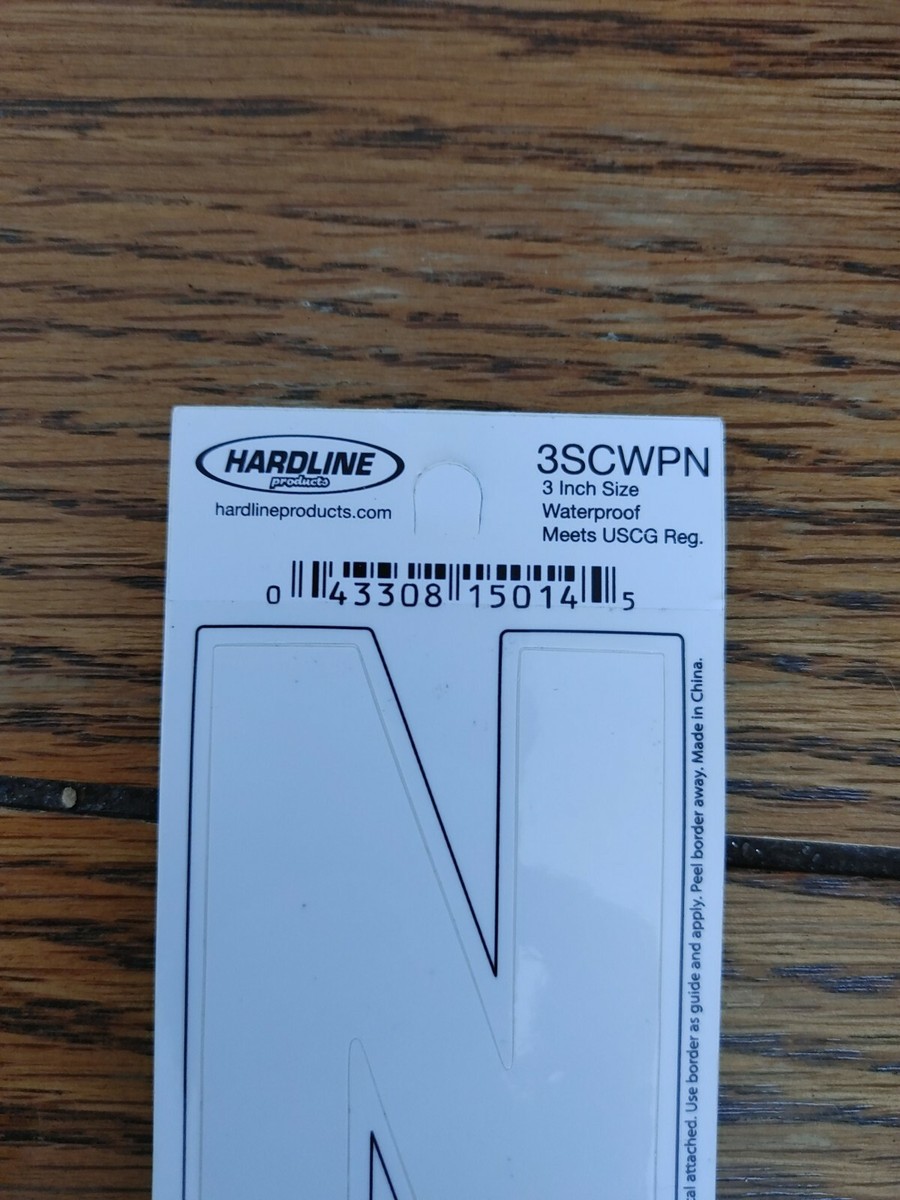 HARDLINE
products
hardlineproducts.com
3SCWPN
3 Inch Size
Waterproof
Meets USCG Reg.
0 43308 15014 5
N
attached. Use border as guide and apply. Peel border away. Made in China.